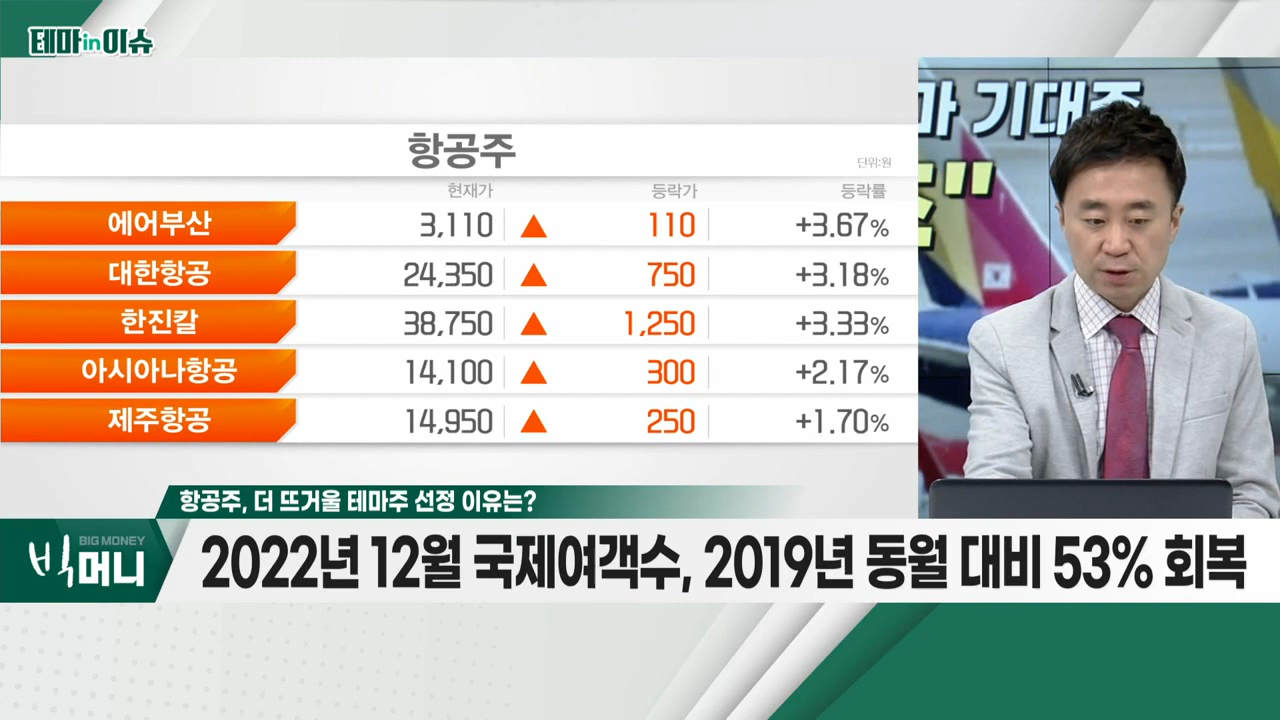 테마in이슈
마 기대주
"
항공주
단위:원
현재가 등락가 등락률
에어부산 3,110 ▲ 110 +3.67%
대한항공 24,350 ▲ 750 +3.18%
한진칼 38,750 ▲ 1,250 +3.33%
아시아나항공 14,100 ▲ 300 +2.17%
제주항공 14,950 ▲ 250 +1.70%
항공주, 더 뜨거울 테마주 선정 이유는?
BIG MONEY
빅머니
2022년 12월 국제여객수, 2019년 동월 대비 53% 회복